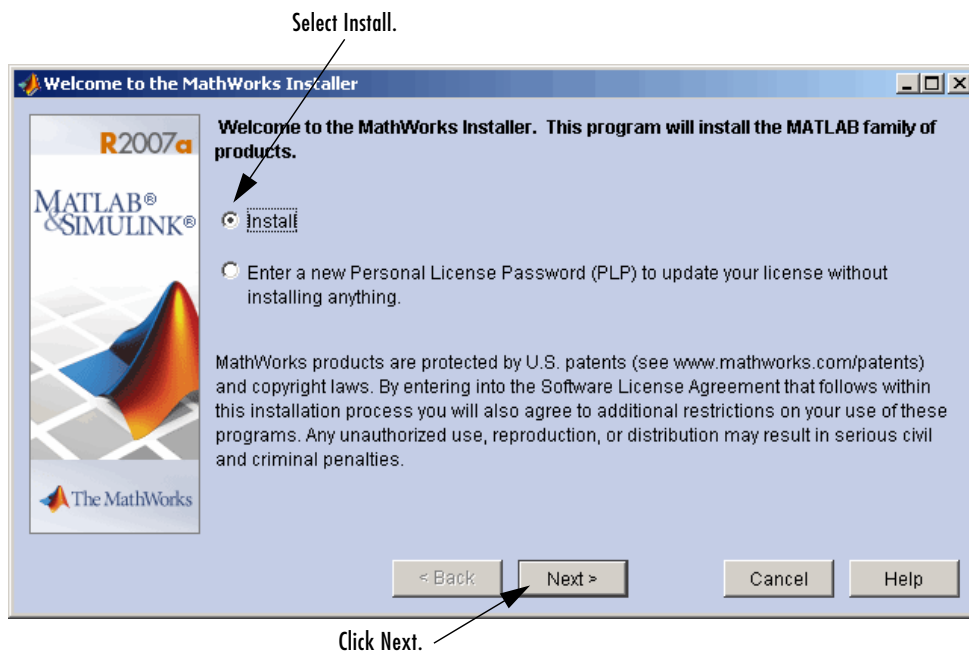 Select Install.
Welcome to the MathWorks Installer
R2007a
MATLAB®
&SIMULINK®
The MathWorks
Welcome to the MathWorks Installer. This program will install the MATLAB family of
products.
Install
Enter a new Personal License Password (PLP) to update your license without
installing anything.
MathWorks products are protected by U.S. patents (see www.mathworks.com/patents)
and copyright laws. By entering into the Software License Agreement that follows within
this installation process you will also agree to additional restrictions on your use of these
programs. Any unauthorized use, reproduction, or distribution may result in serious civil
and criminal penalties.
< Back
Next >
Cancel
Help
Click Next.